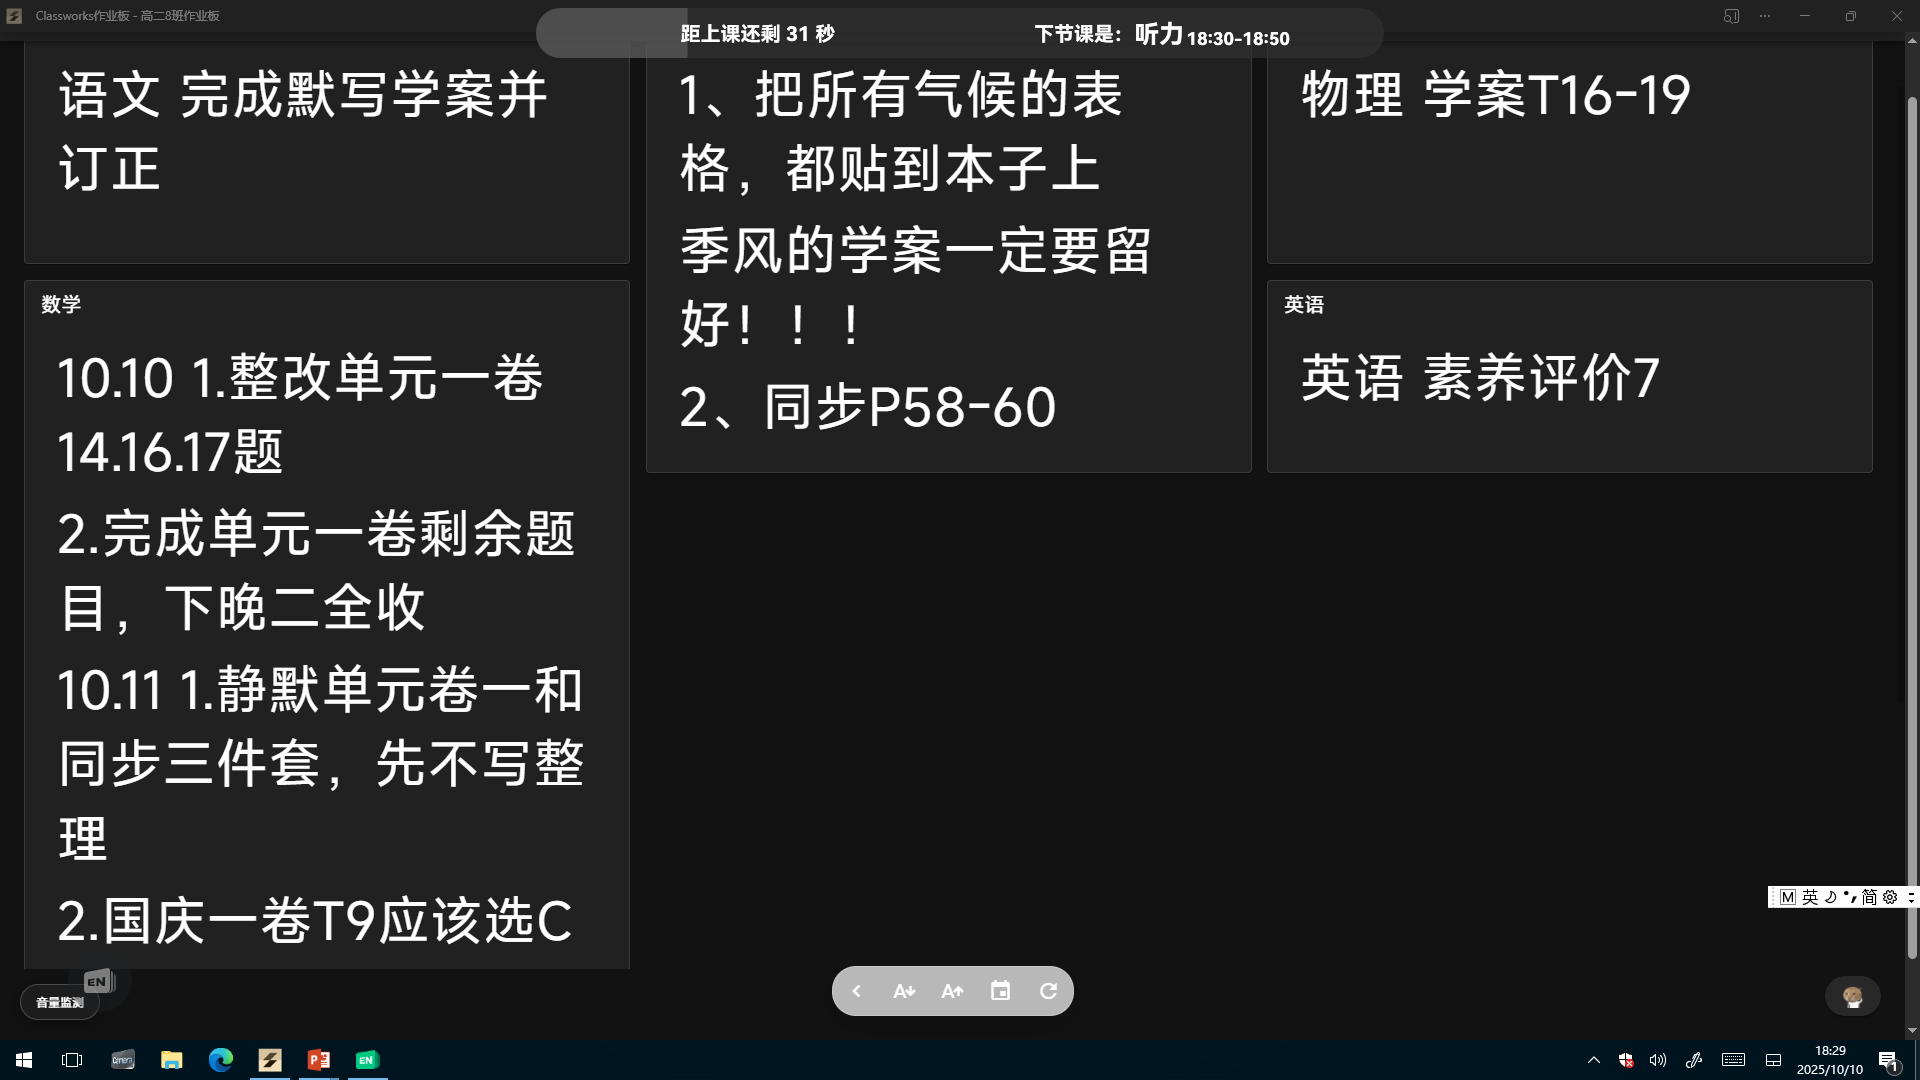 Classworks作业板 - 高二8班作业板
距上课还剩 31 秒
下节课是: 听力 18:30-18:50
语文 完成默写学案并
订正
1、把所有气候的表
格，都贴到本子上
季风的学案一定要留
好！！！
2、同步P58-60
物理 学案T16-19
数学
10.10 1.整改单元一卷
14.16.17题
2.完成单元一卷剩余题
目，下晚二全收
10.11 1.静默单元卷一和
同步三件套，先不写整
理
2.国庆一卷T9应该选C
英语
英语 素养评价7
M 英 简
EN
音量监测
A
A
EN
18:29
2025/10/10
1